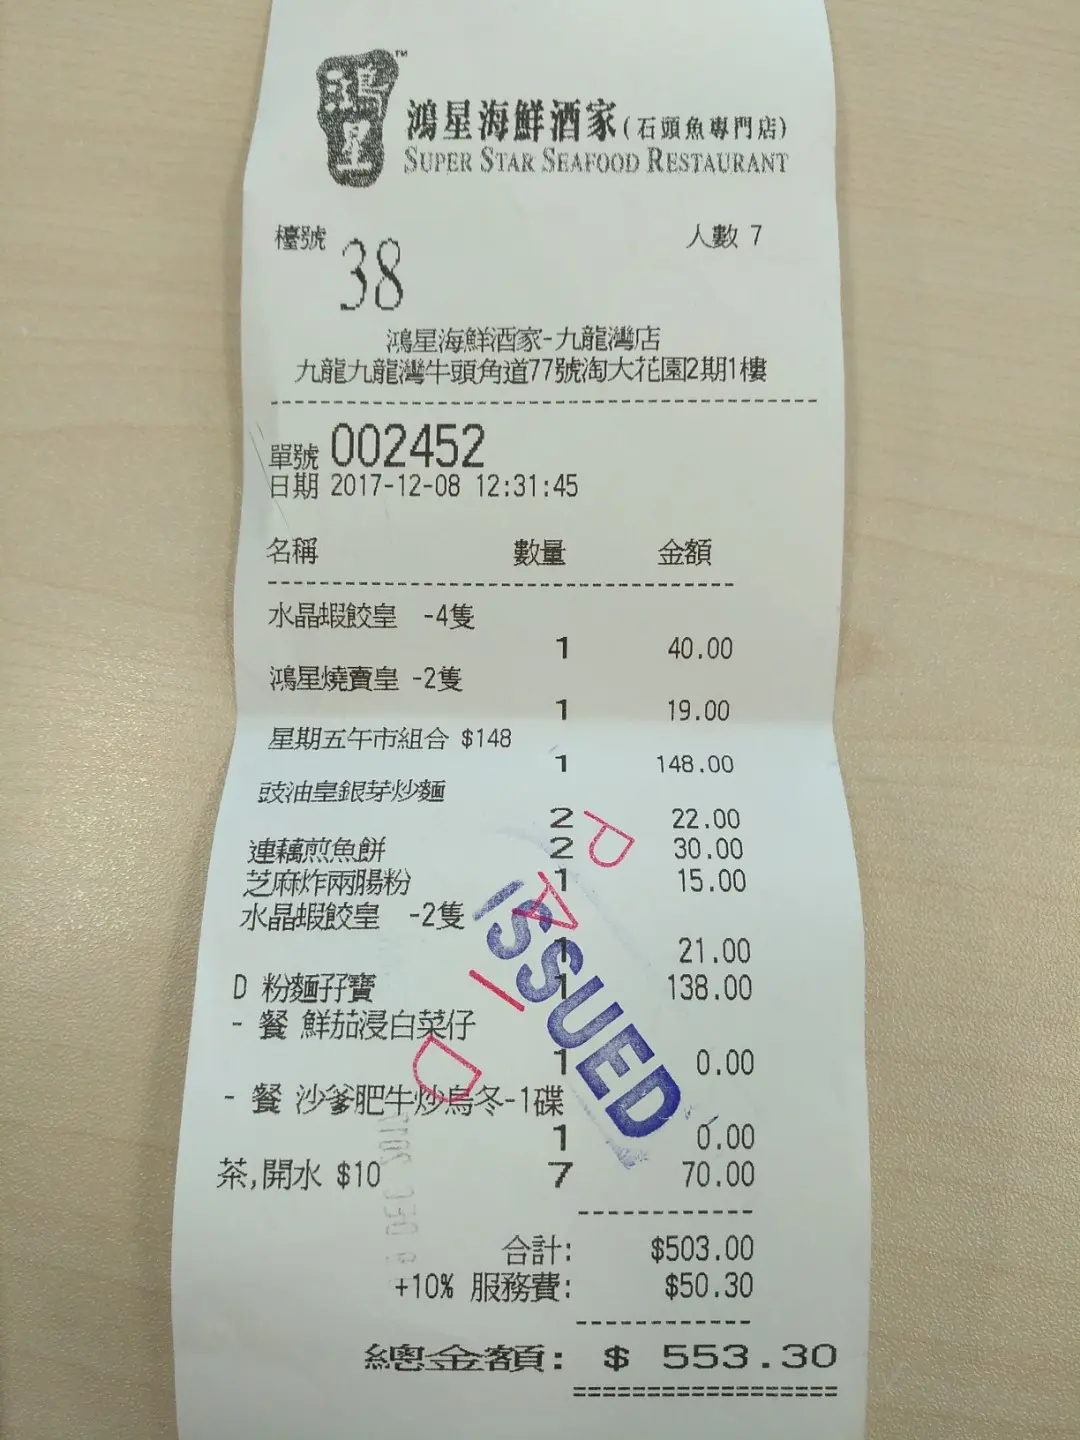 鴻星
TM
鴻星海鮮酒家(石頭魚專門店)
SUPER STAR SEAFOOD RESTAURANT
檯號 38 人數 7
鴻星海鮮酒家-九龍灣店
九龍九龍灣牛頭角道77號淘大花園2期1樓
單號 002452
日期 2017-12-08 12:31:45
名稱 數量 金額
水晶蝦餃皇 -4隻
1 40.00
鴻星燒賣皇 -2隻
1 19.00
星期五午市組合 $148
1 148.00
豉油皇銀芽炒麵
2 22.00
連藕煎魚餅 2 30.00
芝麻炸兩腸粉 1 15.00
水晶蝦餃皇 -2隻
1 21.00
D 粉麵孖寶 1 138.00
- 餐 鮮茄浸白菜仔
1 0.00
- 餐 沙爹肥牛炒烏冬-1碟
1 0.00
茶,開水 $10 7 70.00
合計: $503.00
+10% 服務費: $50.30
總金額: $ 553.30
PAID
ISSUED